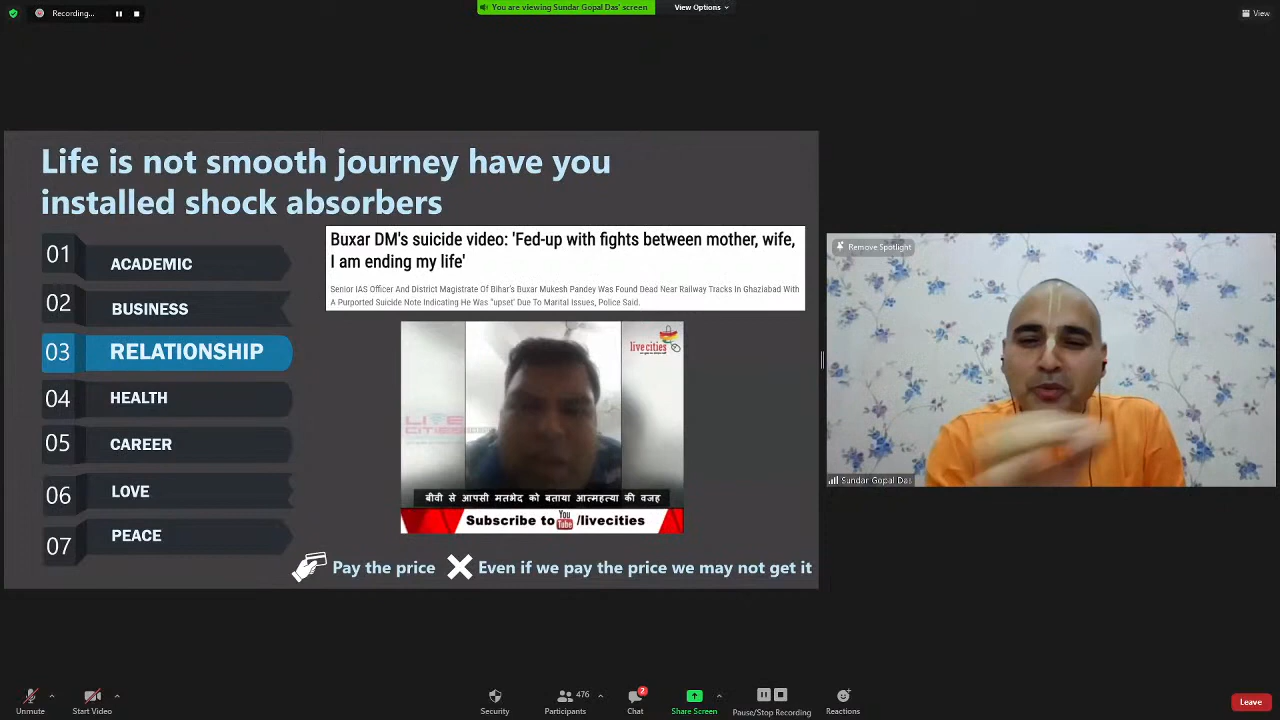 Recording...
You are viewing Sundar Gopal Das' screen
View Options
View
Life is not smooth journey have you
installed shock absorbers
01
ACADEMIC
02
BUSINESS
03
RELATIONSHIP
04
HEALTH
05
CAREER
06
LOVE
07
PEACE
Buxar DM's suicide video: 'Fed-up with fights between mother, wife,
I am ending my life'
Senior IAS Officer And District Magistrate Of Bihar's Buxar Mukesh Pandey Was Found Dead Near Railway Tracks In Ghaziabad With
A Purported Suicide Note Indicating He Was "upset' Due To Marital Issues, Police Said.
live cities
LIVE
CITIES
बीवी से आपसी मतभेद को बताया आत्महत्या की वजह
Subscribe to You Tube /livecities
Pay the price
Even if we pay the price we may not get it
Remove Spotlight
Sundar Gopal Das
Unmute
Start Video
Security
476
Participants
2
Chat
Share Screen
Pause/Stop Recording
Reactions
Leave